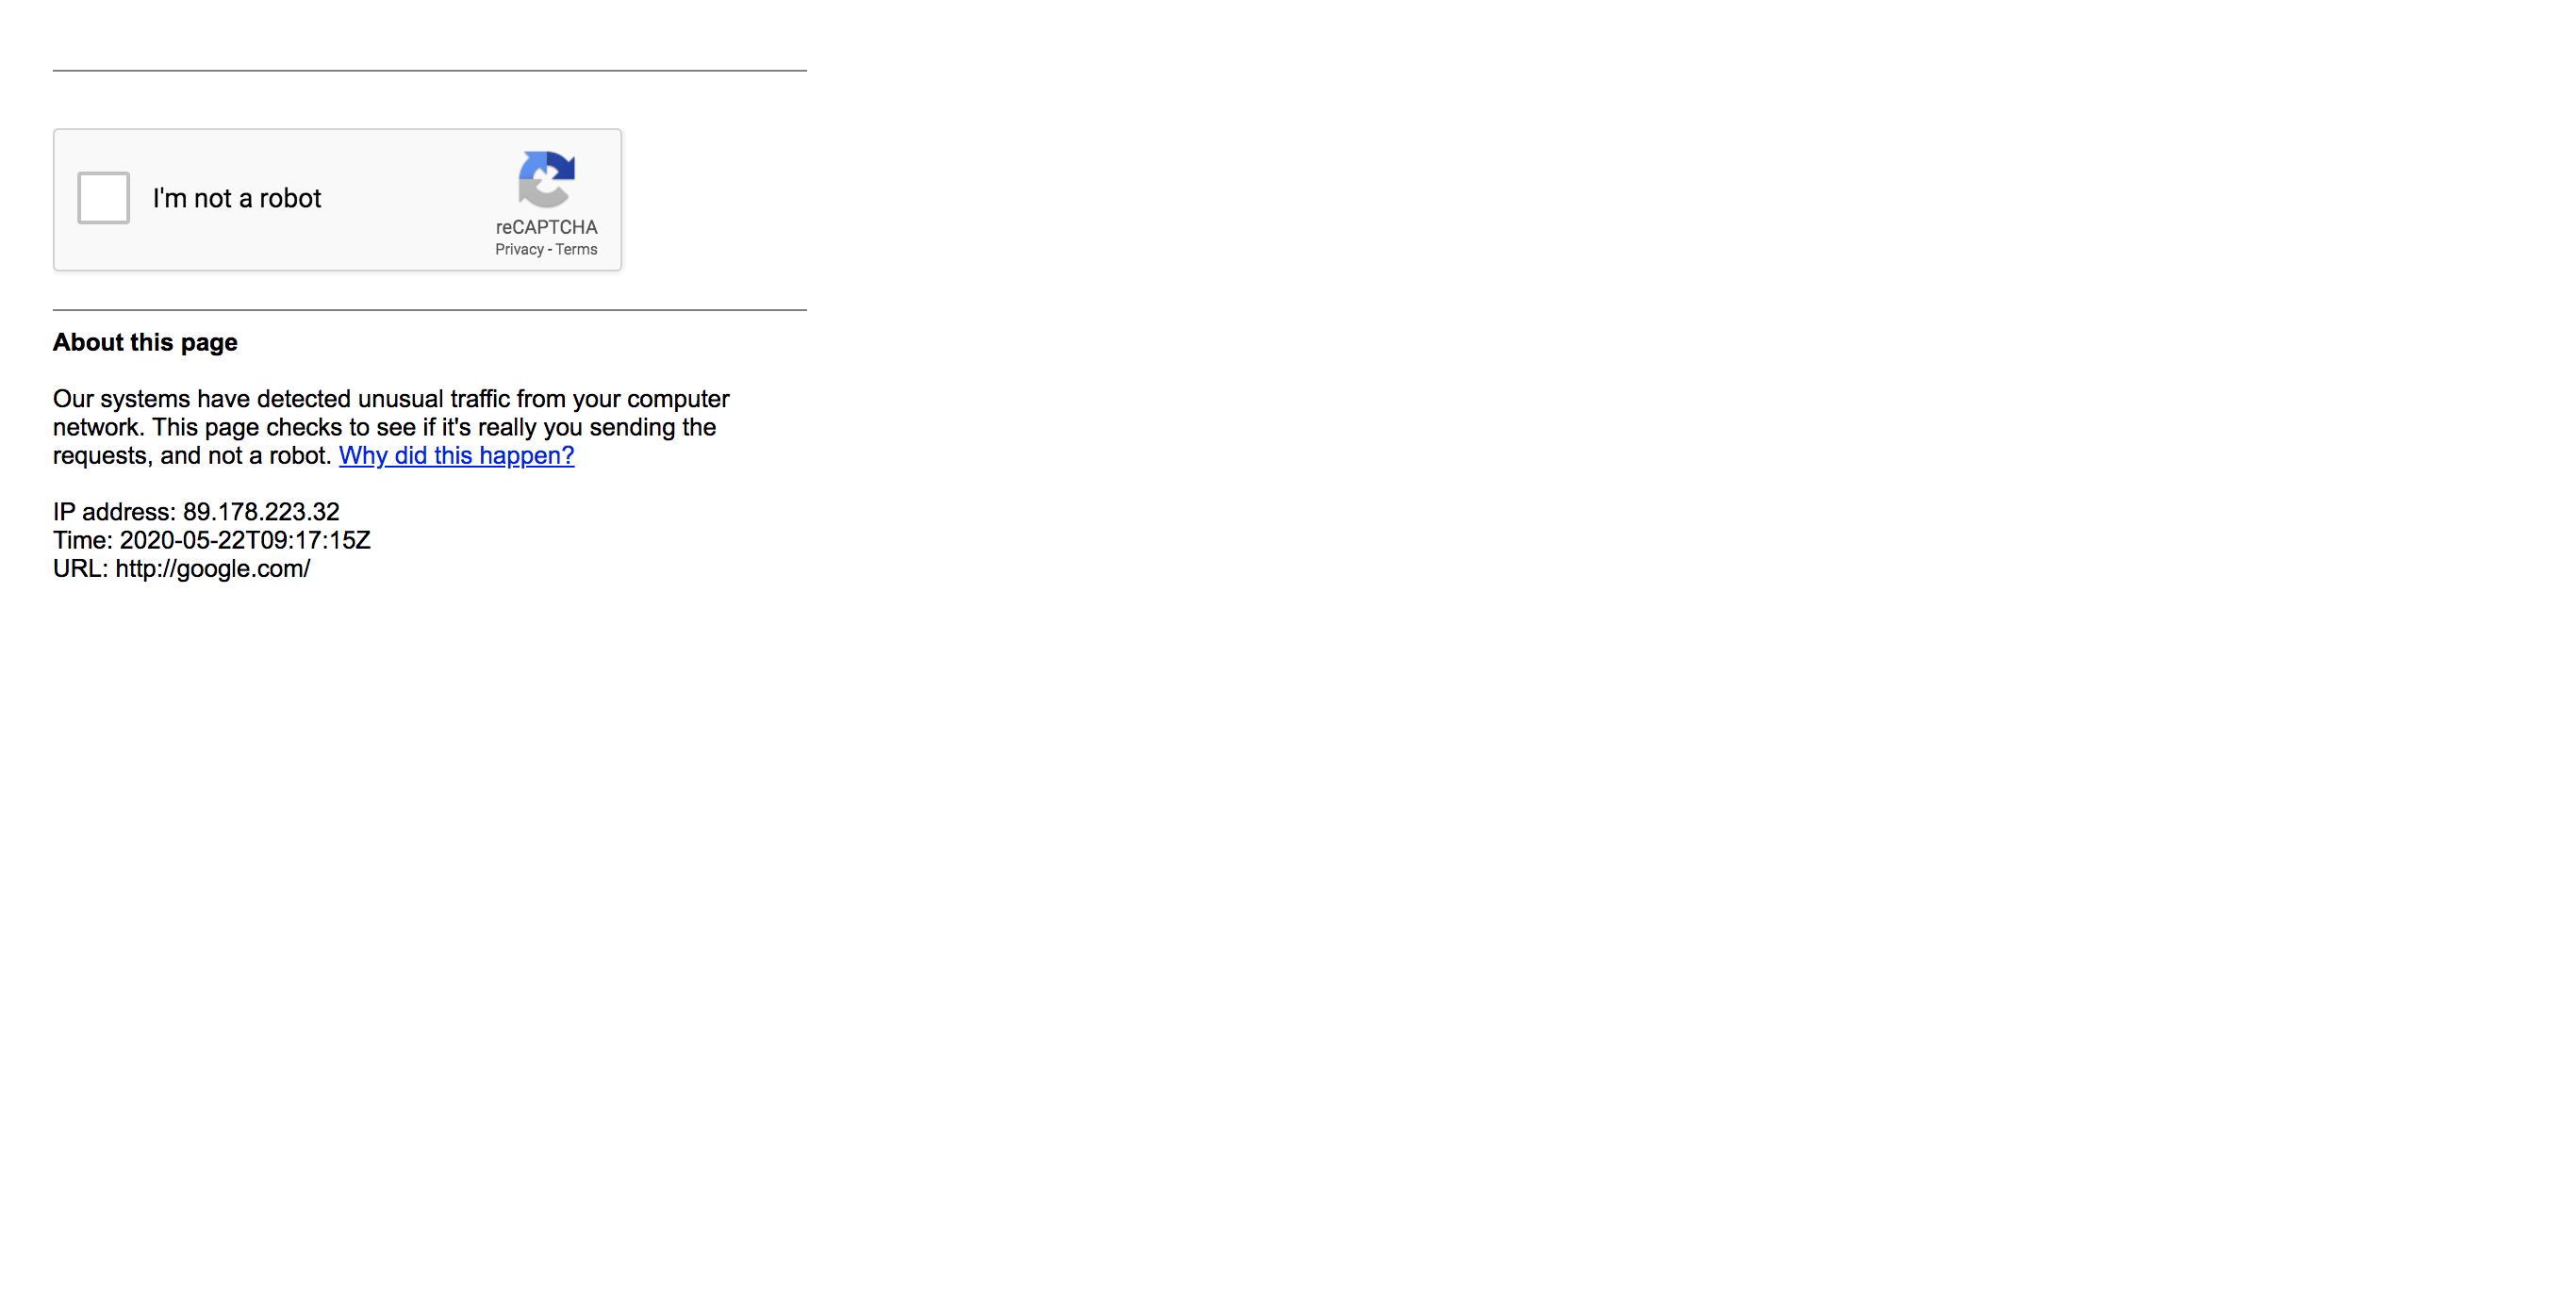 I'm not a robot
reCAPTCHA
Privacy - Terms
About this page
Our systems have detected unusual traffic from your computer
network. This page checks to see if it's really you sending the
requests, and not a robot. Why did this happen?
IP address: 89.178.223.32
Time: 2020-05-22T09:17:15Z
URL: http://google.com/